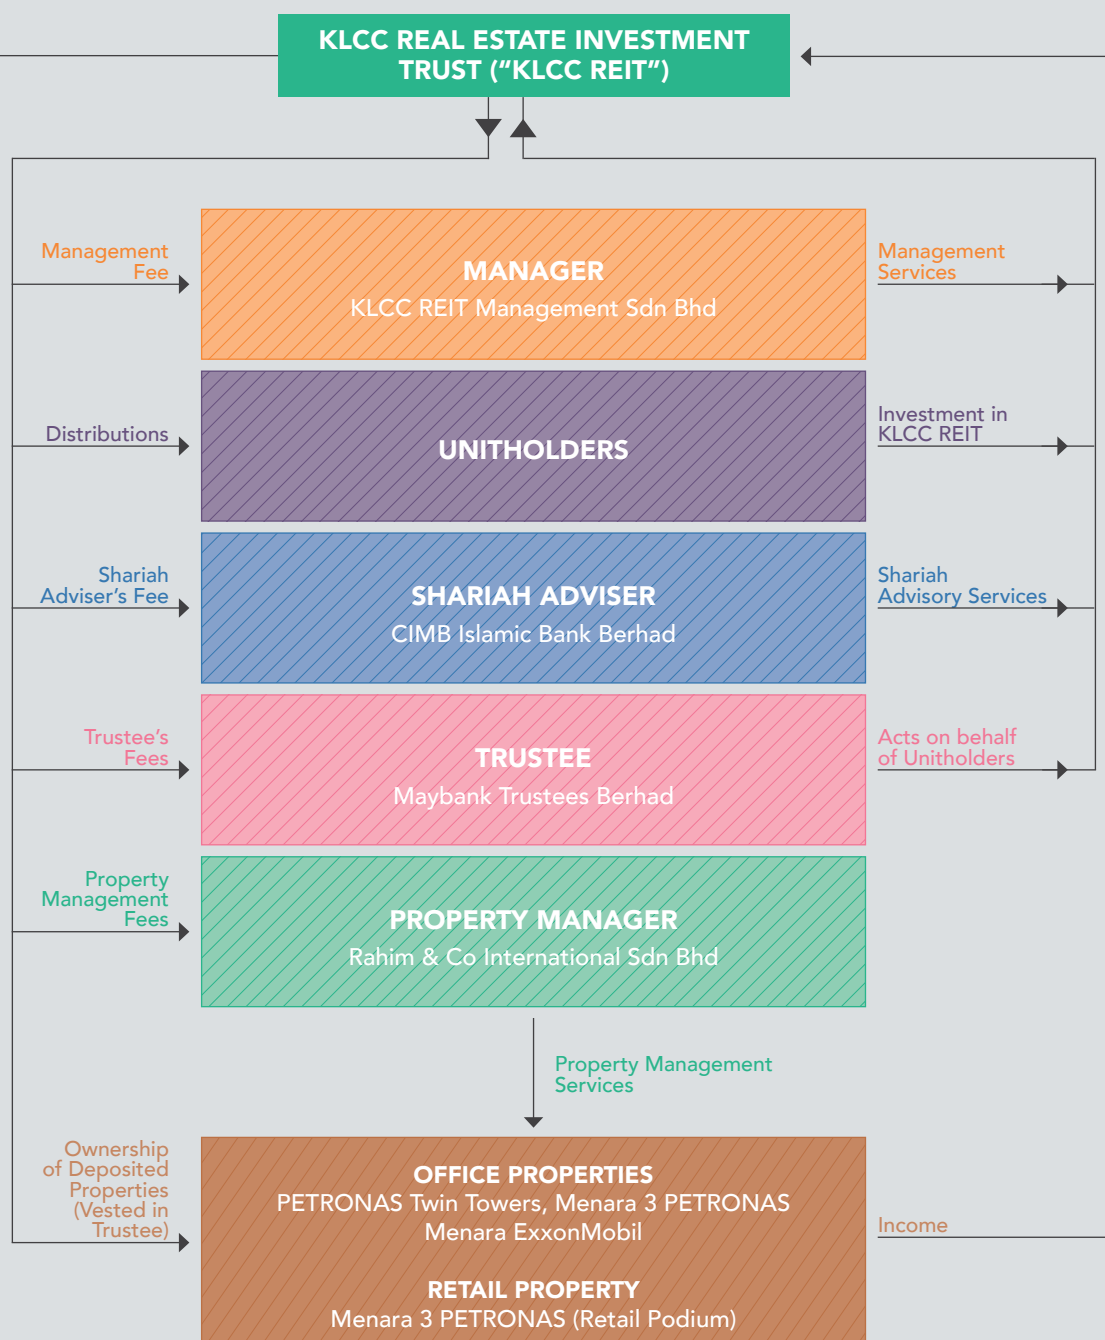 KLCC REAL ESTATE INVESTMENT
TRUST (“KLCC REIT”)
Management
Fee
MANAGER
KLCC REIT Management Sdn Bhd
Management
Services
Distributions
UNITHOLDERS
Investment in
KLCC REIT
Shariah
Adviser’s Fee
SHARIAH ADVISER
CIMB Islamic Bank Berhad
Shariah
Advisory Services
Trustee’s
Fees
TRUSTEE
Maybank Trustees Berhad
Acts on behalf
of Unitholders
Property
Management
Fees
PROPERTY MANAGER
Rahim & Co International Sdn Bhd
Property Management
Services
Ownership
of Deposited
Properties
(Vested in
Trustee)
OFFICE PROPERTIES
PETRONAS Twin Towers, Menara 3 PETRONAS
Menara ExxonMobil
RETAIL PROPERTY
Menara 3 PETRONAS (Retail Podium)
Income